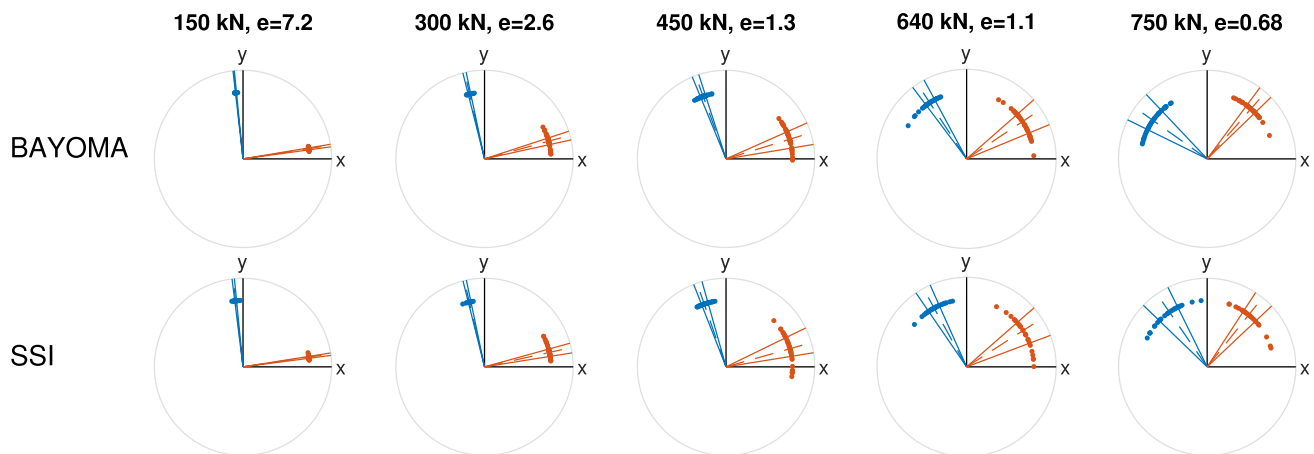 150 kN, e=7.2 300 kN, e=2.6 450 kN, e=1.3 640 kN, e=1.1 750 kN, e=0.68
y y y y y
BAYOMA x x x x x
y y y y y
SSI x x x x x